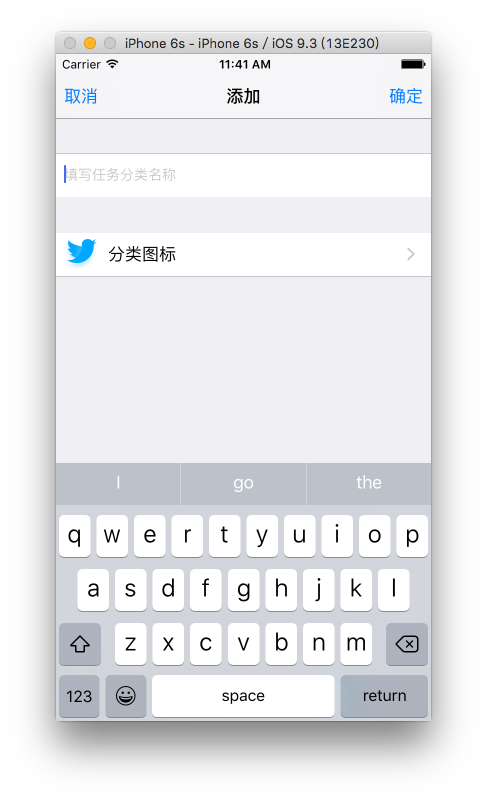 iPhone 6s - iPhone 6s / iOS 9.3 (13E230)
Carrier 11:41 AM
取消 添加 确定
填写任务分类名称
分类图标
I go the
q w e r t y u i o p
a s d f g h j k l
z x c v b n m
123 space return